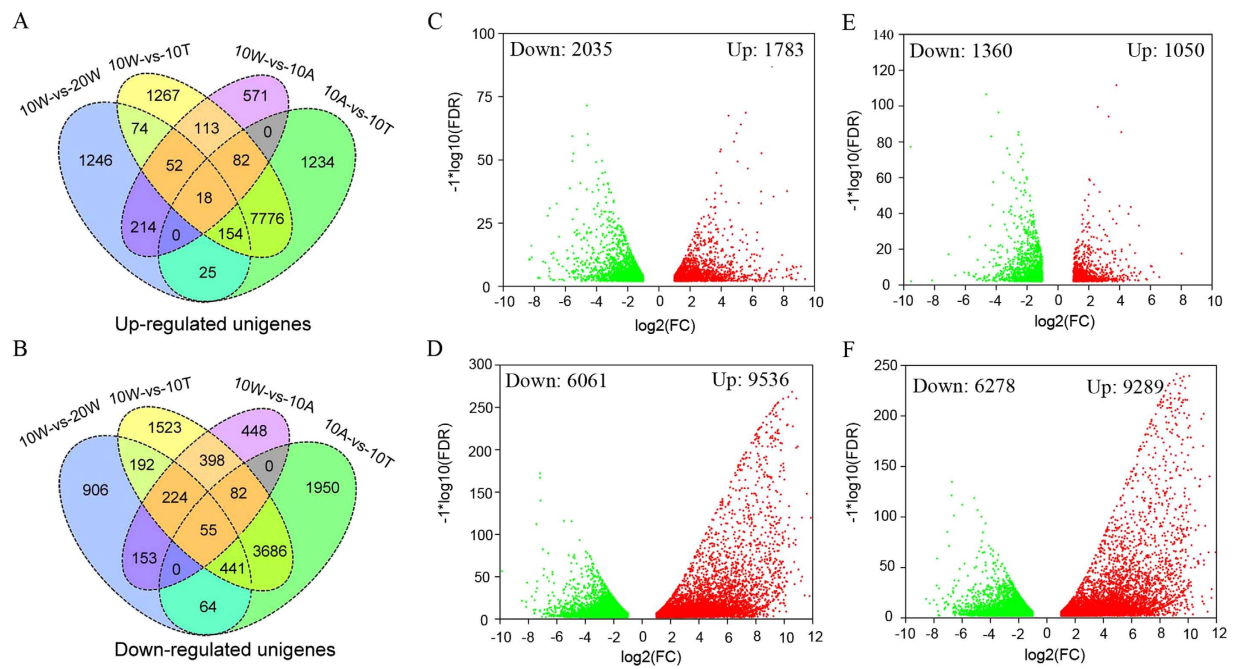 A
10W-vs-20W
10W-vs-10T
10W-vs-10A
10A-vs-10T
1267
571
74
113
0
1246
52
82
1234
18
214
0
154
7776
25
Up-regulated unigenes
B
10W-vs-20W
10W-vs-10T
10W-vs-10A
10A-vs-10T
1523
448
192
398
0
906
224
82
1950
55
153
0
441
3686
64
Down-regulated unigenes
C
Down: 2035
Up: 1783
-1*log10(FDR)
100
75
50
25
0
-10 -8 -6 -4 -2 0 2 4 6 8 10
log2(FC)
D
Down: 6061
Up: 9536
-1*log10(FDR)
300
250
200
150
100
50
0
-10 -8 -6 -4 -2 0 2 4 6 8 10 12
log2(FC)
E
Down: 1360
Up: 1050
-1*log10(FDR)
140
120
100
80
60
40
20
0
-10 -8 -6 -4 -2 0 2 4 6 8 10
log2(FC)
F
Down: 6278
Up: 9289
-1*log10(FDR)
250
200
150
100
50
0
-10 -8 -6 -4 -2 0 2 4 6 8 10 12
log2(FC)